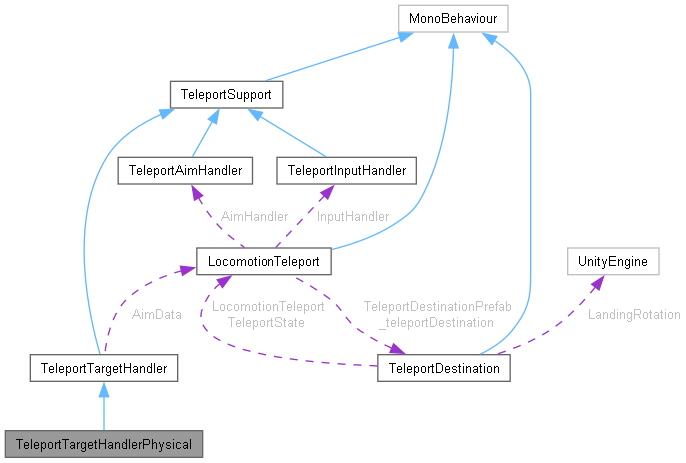 MonoBehaviour
TeleportSupport
TeleportAimHandler
TeleportInputHandler
AimHandler
InputHandler
LocomotionTeleport
UnityEngine
AimData
LocomotionTeleport
TeleportState
TeleportDestinationPrefab
_teleportDestination
LandingRotation
TeleportTargetHandler
TeleportDestination
TeleportTargetHandlerPhysical